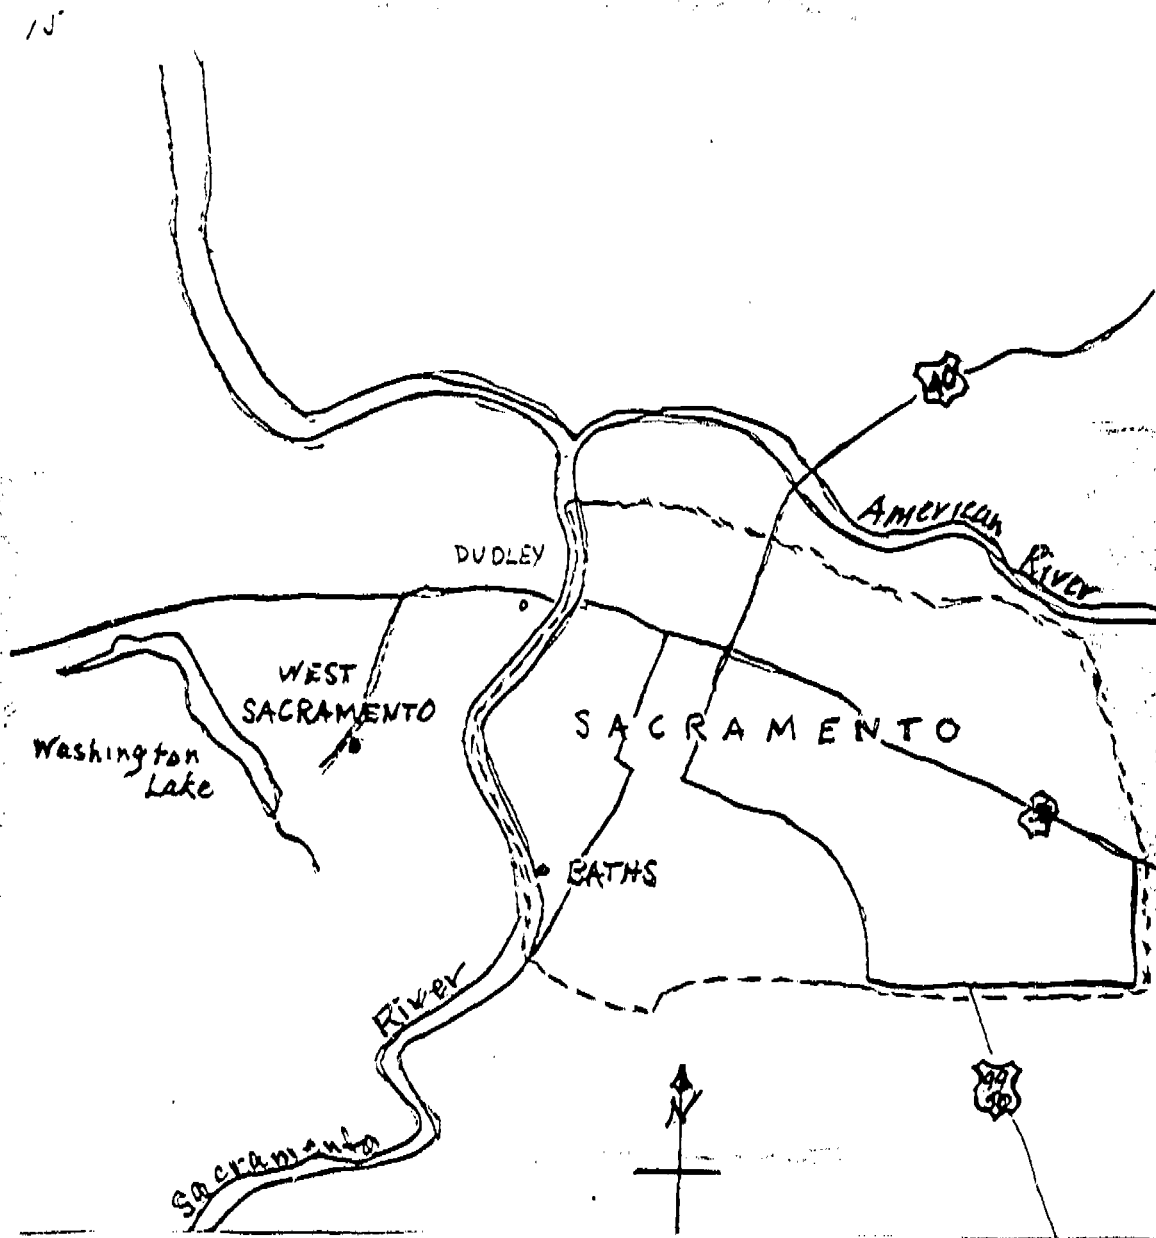 15
40
American
River
DUDLEY
WEST
SACRAMENTO
SACRAMENTO
Washington
Lake
BATHS
River
99
50
N
Sacramento